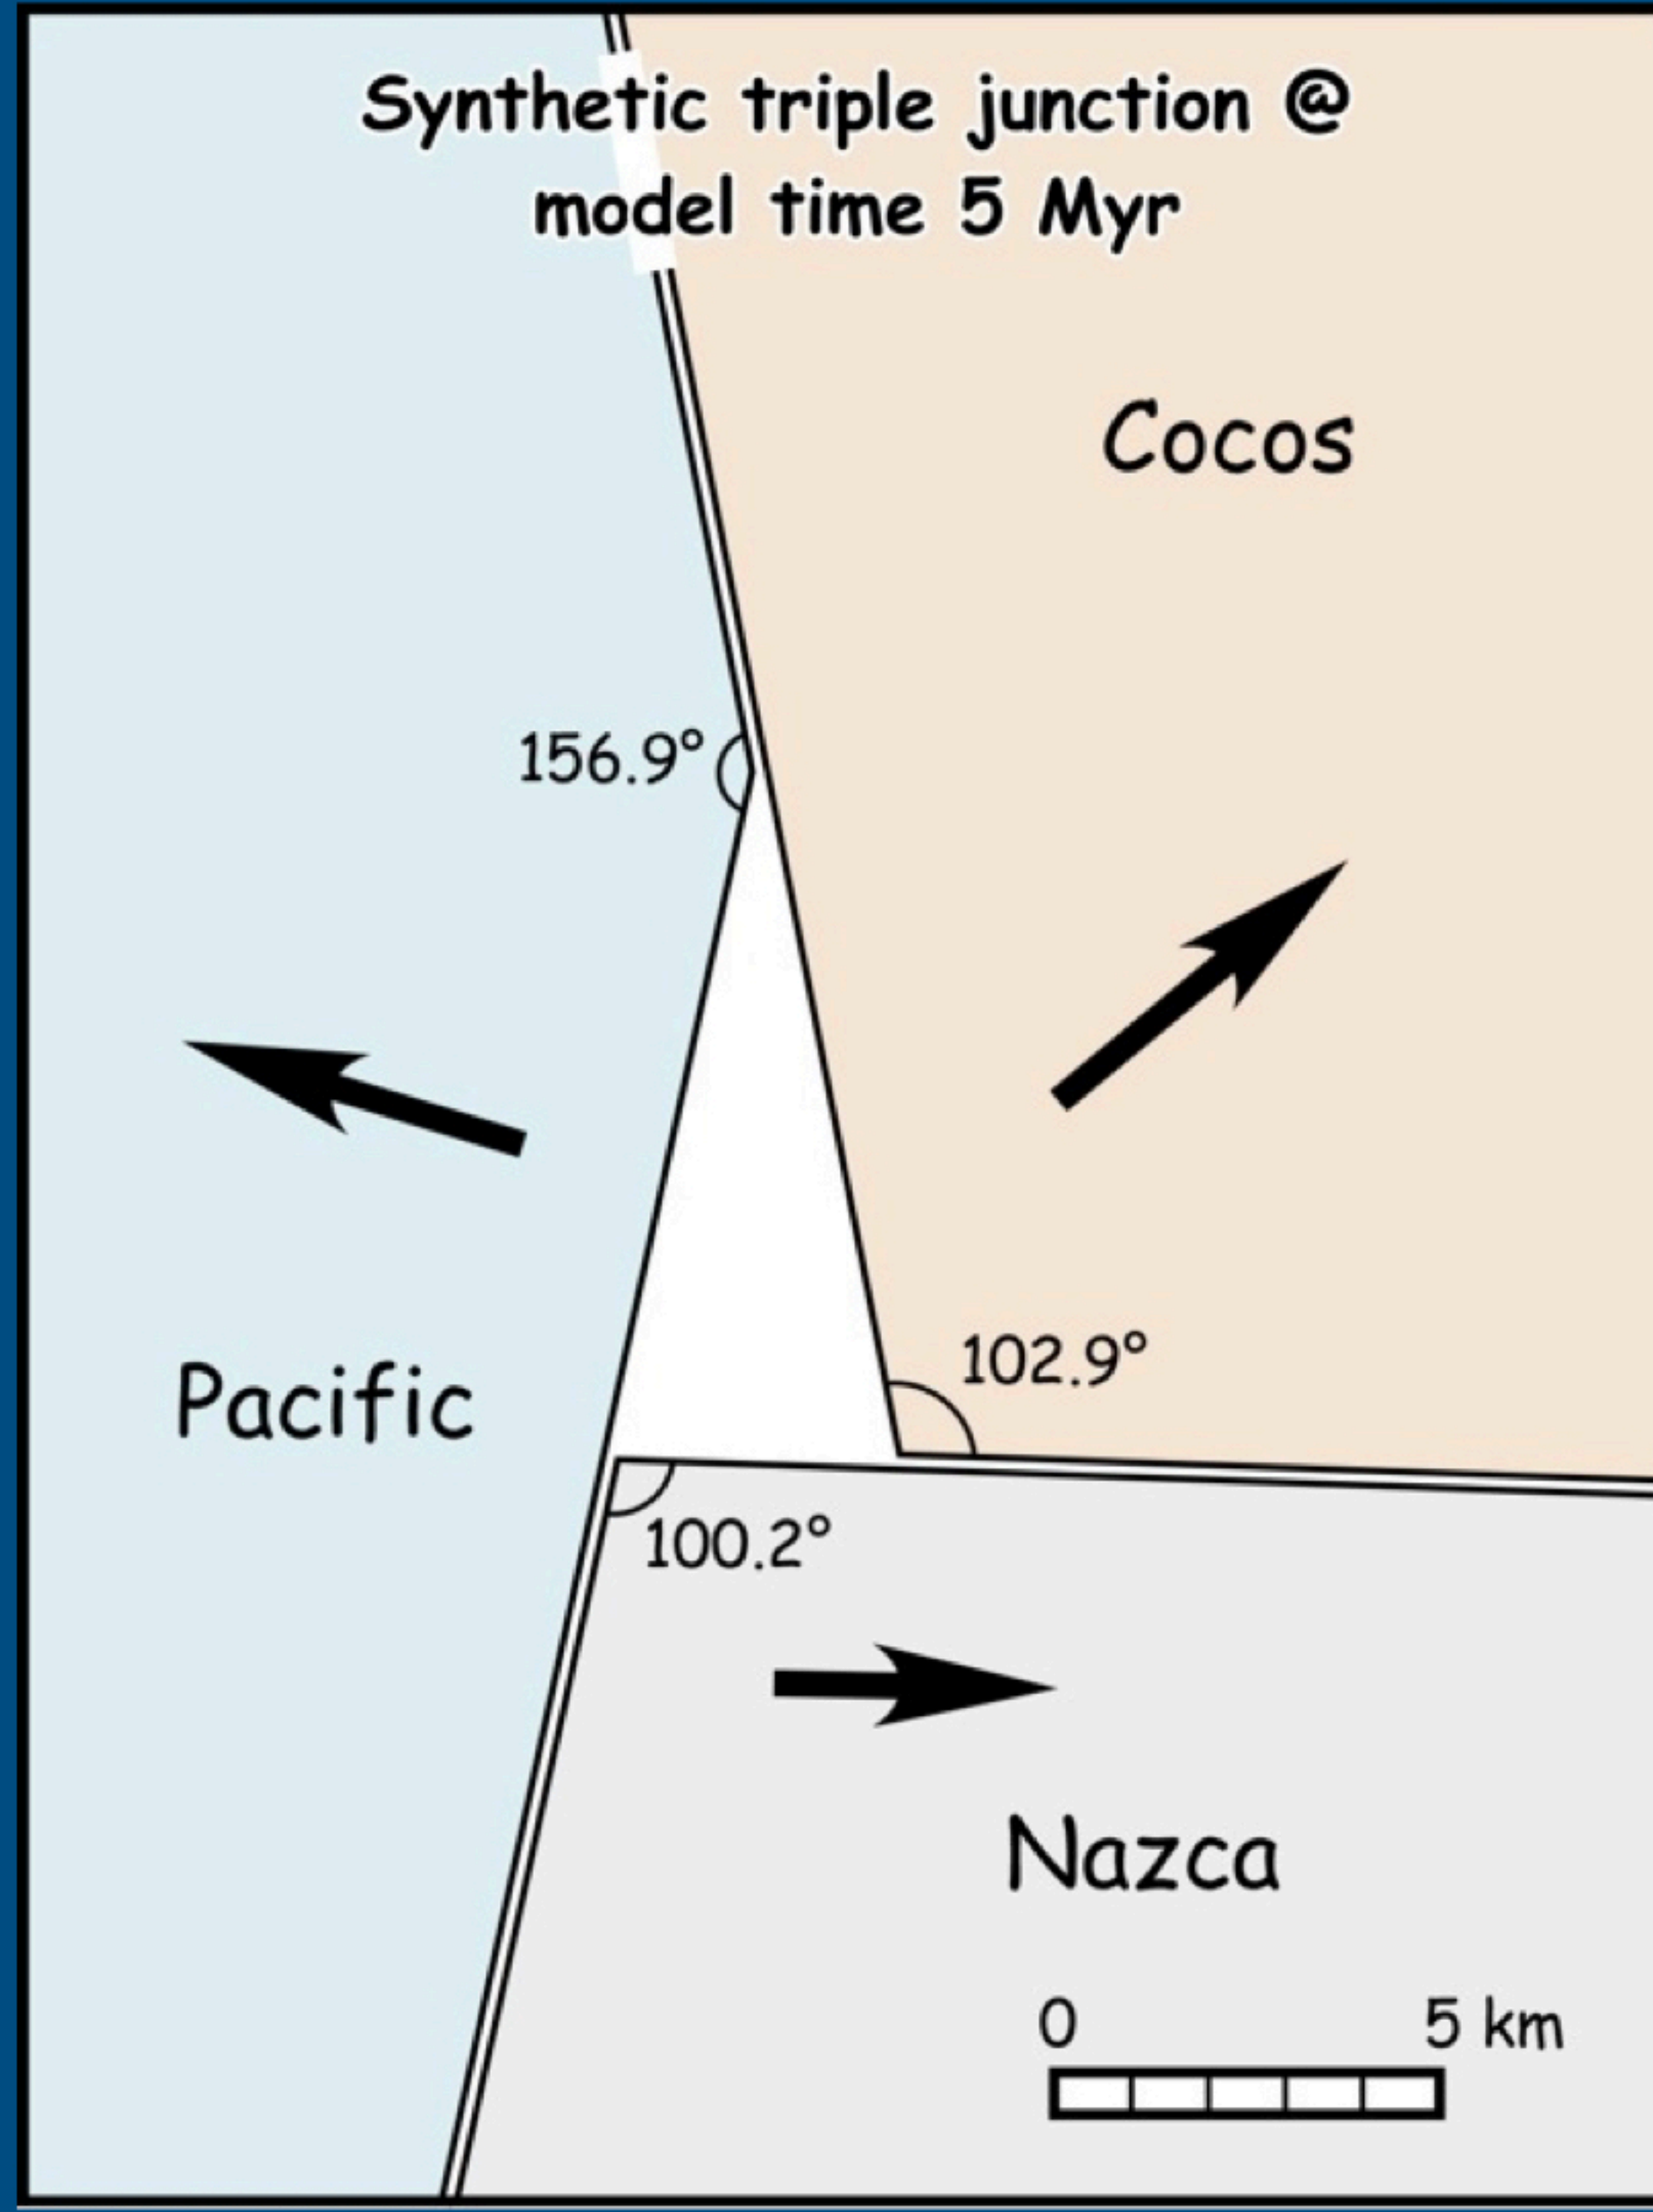 Synthetic triple junction @
model time 5 Myr
Cocos
156.9°
Pacific
102.9°
100.2°
Nazca
0 5 km